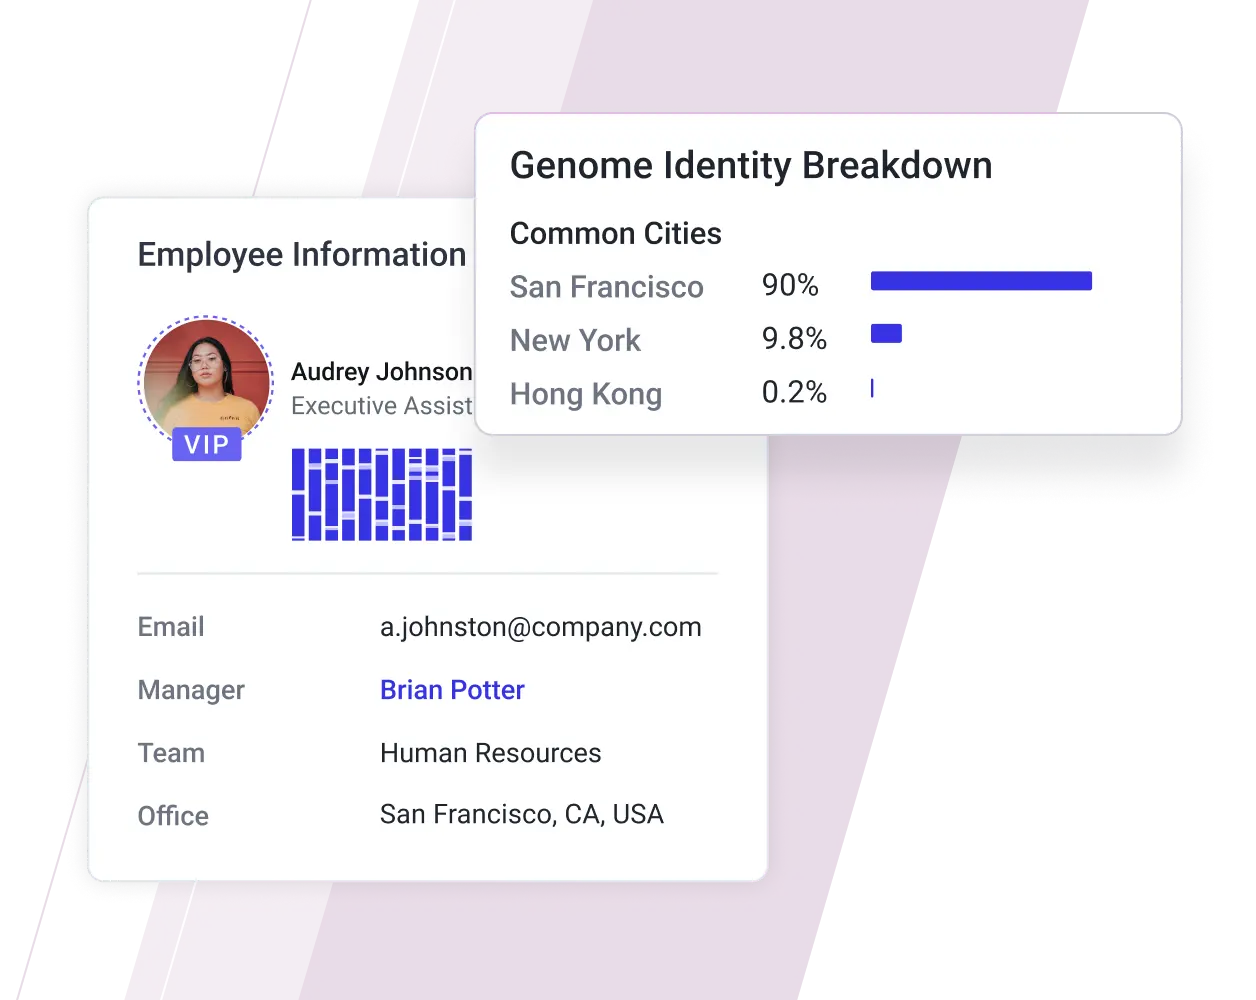 Genome Identity Breakdown
Common Cities
San Francisco 90%
New York 9.8%
Hong Kong 0.2%
Employee Information
Audrey Johnson
Executive Assist
VIP
Email a.johnston@company.com
Manager Brian Potter
Team Human Resources
Office San Francisco, CA, USA